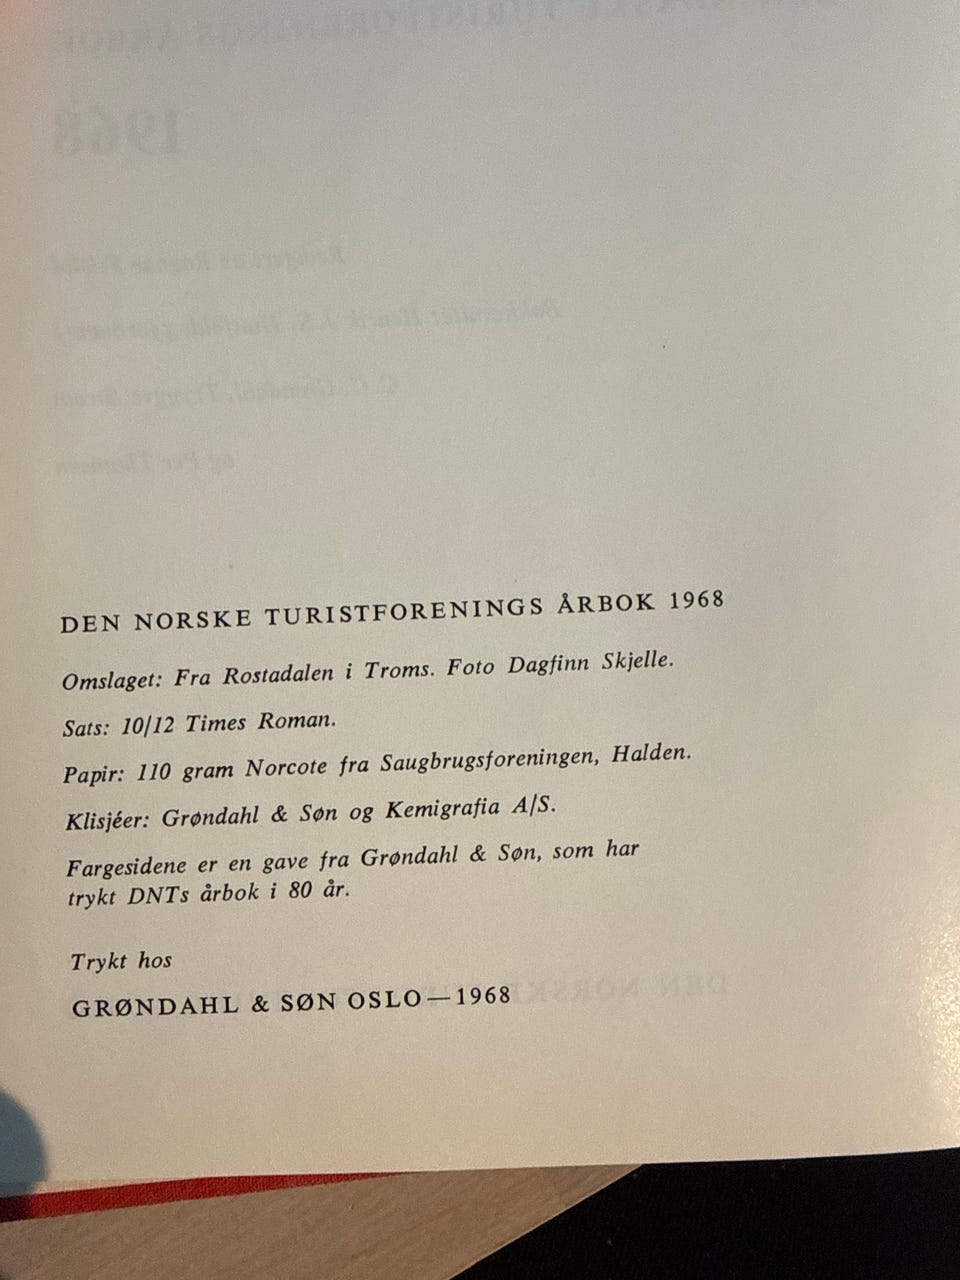 DEN NORSKE TURISTFORENINGS ÅRBOK 1968
Omslaget: Fra Rostadalen i Troms. Foto Dagfinn Skjelle.
Sats: 10/12 Times Roman.
Papir: 110 gram Norcote fra Saugbrugsforeningen, Halden.
Klisjéer: Grøndahl & Søn og Kemigrafia A/S.
Fargesidene er en gave fra Grøndahl & Søn, som har
trykt DNTs årbok i 80 år.
Trykt hos
GRØNDAHL & SØN OSLO — 1968